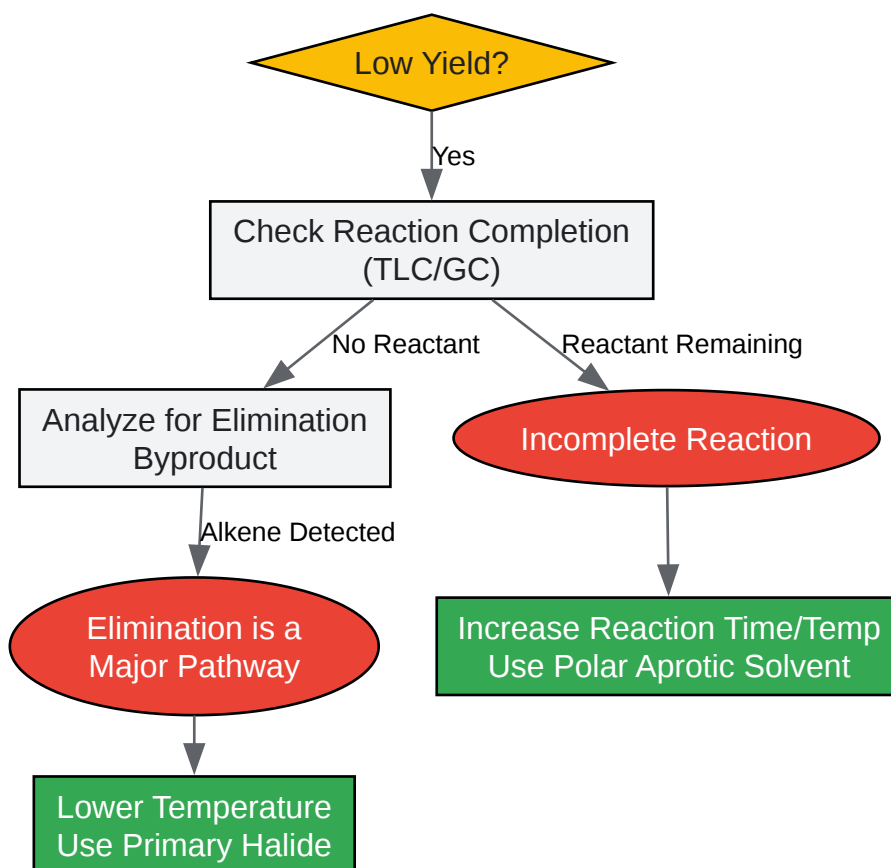 Low Yield?
Yes
Check Reaction Completion
(TLC/GC)
No Reactant
Reactant Remaining
Analyze for Elimination
Byproduct
Incomplete Reaction
Alkene Detected
Elimination is a
Major Pathway
Increase Reaction Time/Temp
Use Polar Aprotic Solvent
Lower Temperature
Use Primary Halide